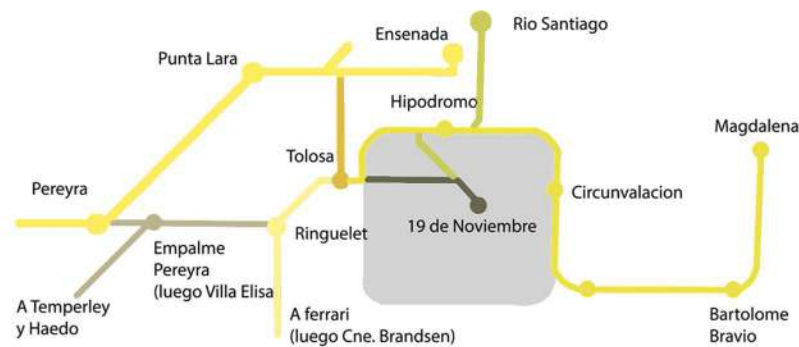 Rio Santiago
Ensenada
Punta Lara
Hipodromo
Magdalena
Tolosa
Pereyra
Circunvalacion
19 de Noviembre
Ringuelet
Empalme
Pereyra
(luego Villa Elisa)
A Temperley
y Haedo
A ferrari
(luego Cne. Brandsen)
Bartolome
Bravio